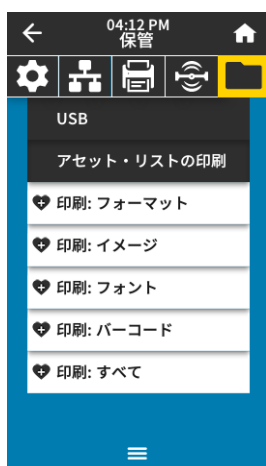 04:12 PM
保管
USB
アセット・リストの印刷
印刷: フォーマット
印刷: イメージ
印刷: フォント
印刷: バーコード
印刷: すべて